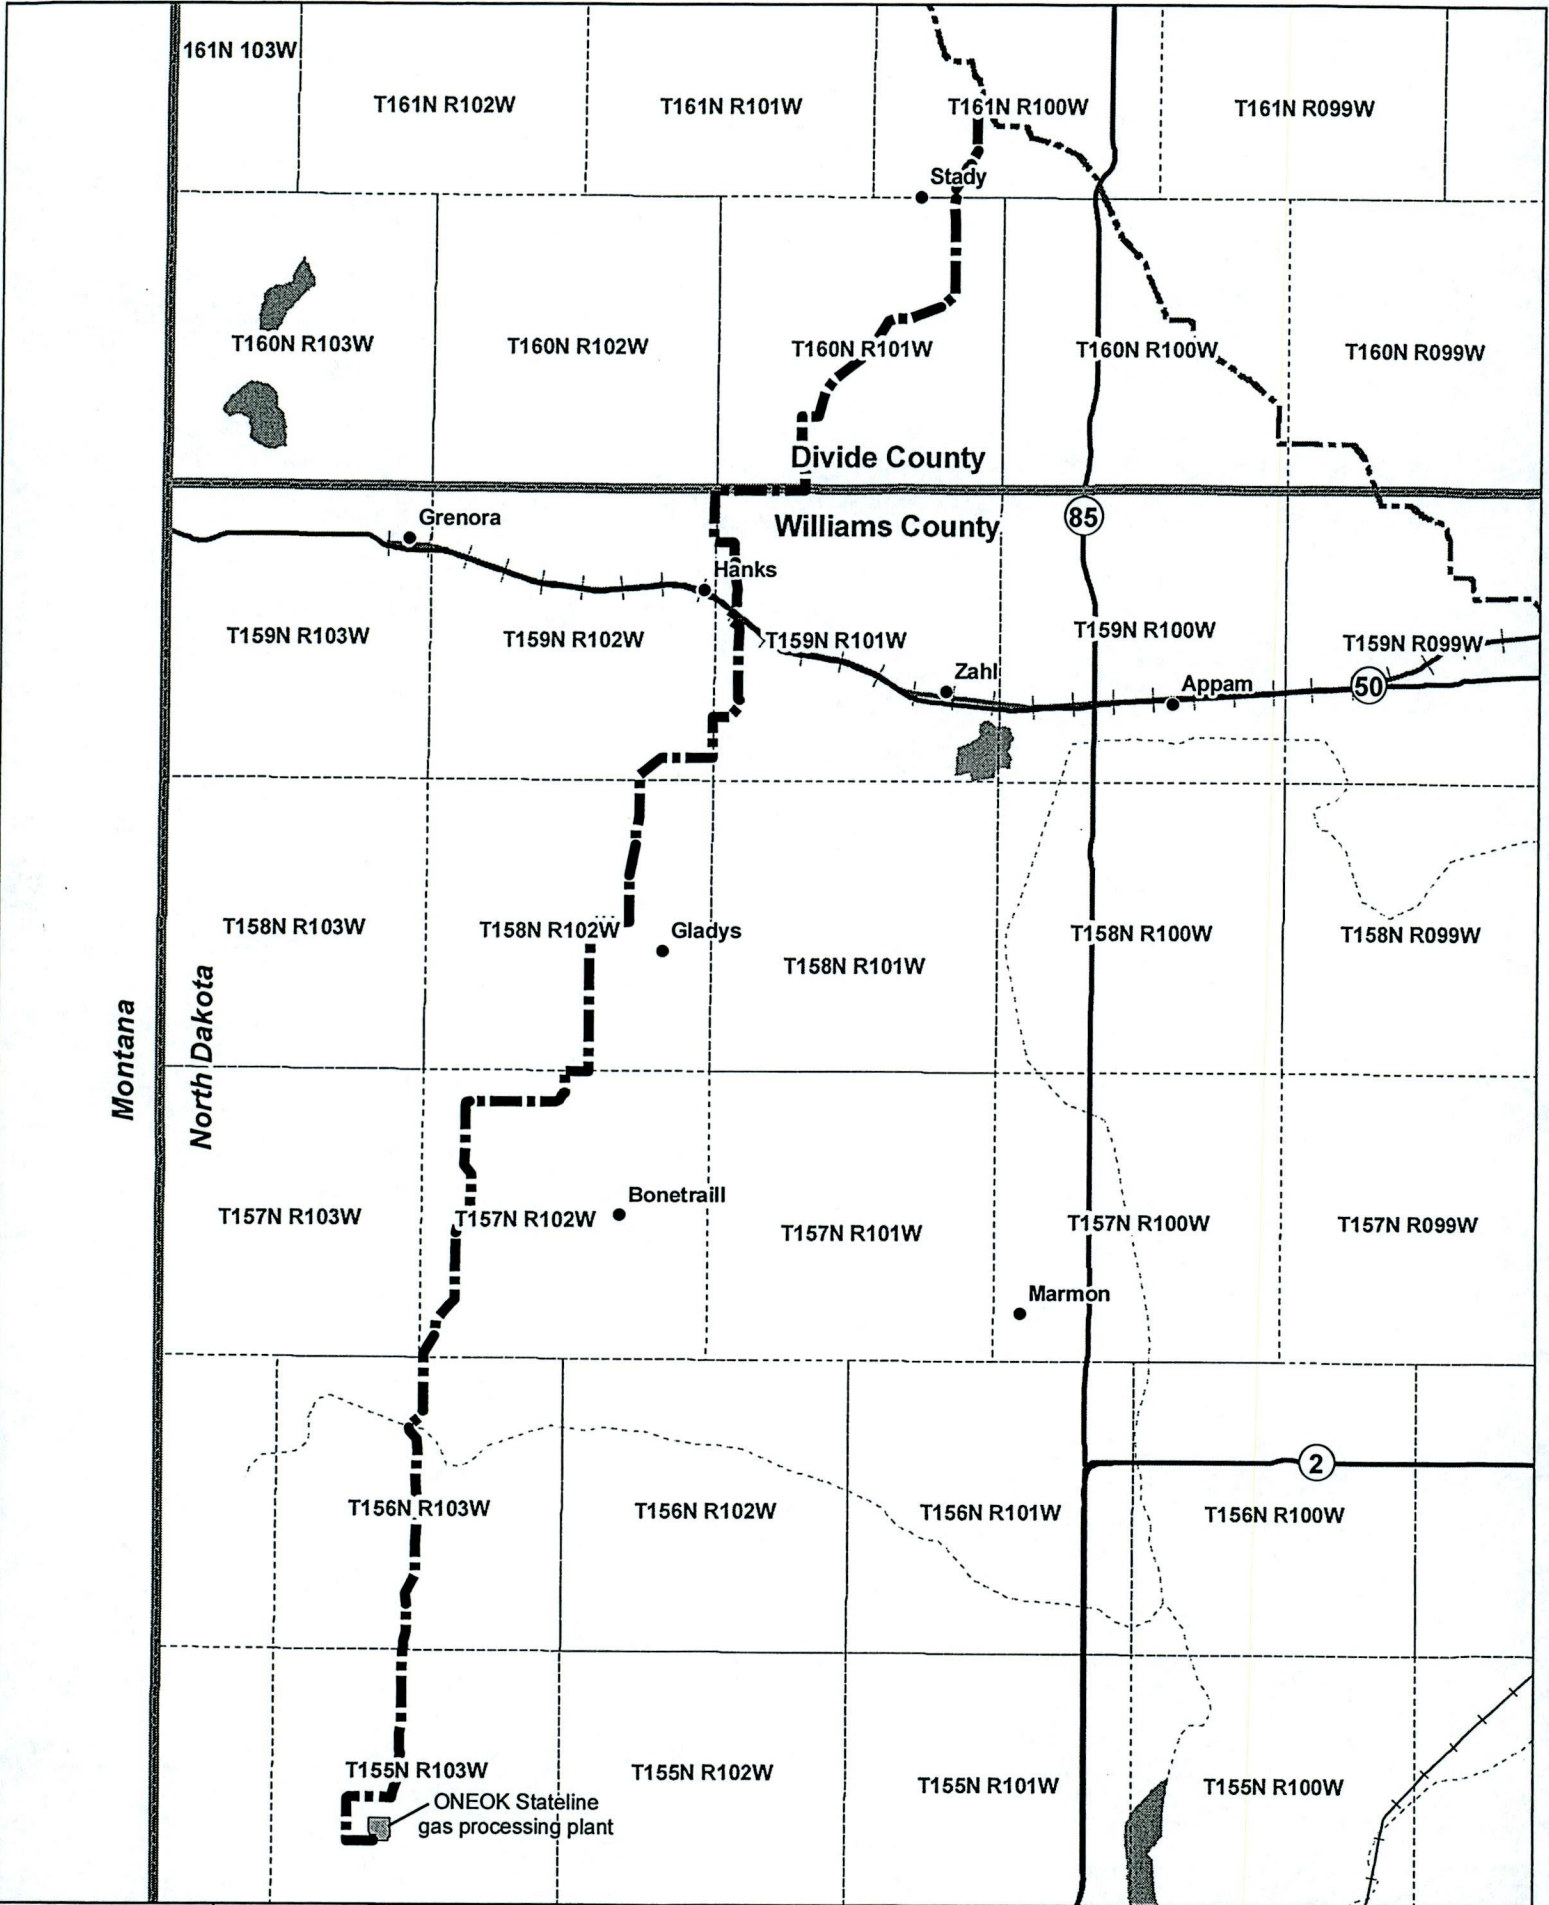 161N 103W
T161N R102W
T161N R101W
T161N R100W
T161N R099W
Stady
T160N R103W
T160N R102W
T160N R101W
T160N R100W
T160N R099W
Divide County
Williams County
85
Grenora
Hanks
T159N R103W
T159N R102W
T159N R101W
T159N R100W
T159N R099W
Zahl
Appam
50
T158N R103W
T158N R102W
Gladys
T158N R101W
T158N R100W
T158N R099W
Montana
North Dakota
T157N R103W
T157N R102W
Bonetraill
T157N R101W
T157N R100W
T157N R099W
Marmon
2
T156N R103W
T156N R102W
T156N R101W
T156N R100W
T155N R103W
T155N R102W
T155N R101W
T155N R100W
ONEOK Stateline
gas processing plant